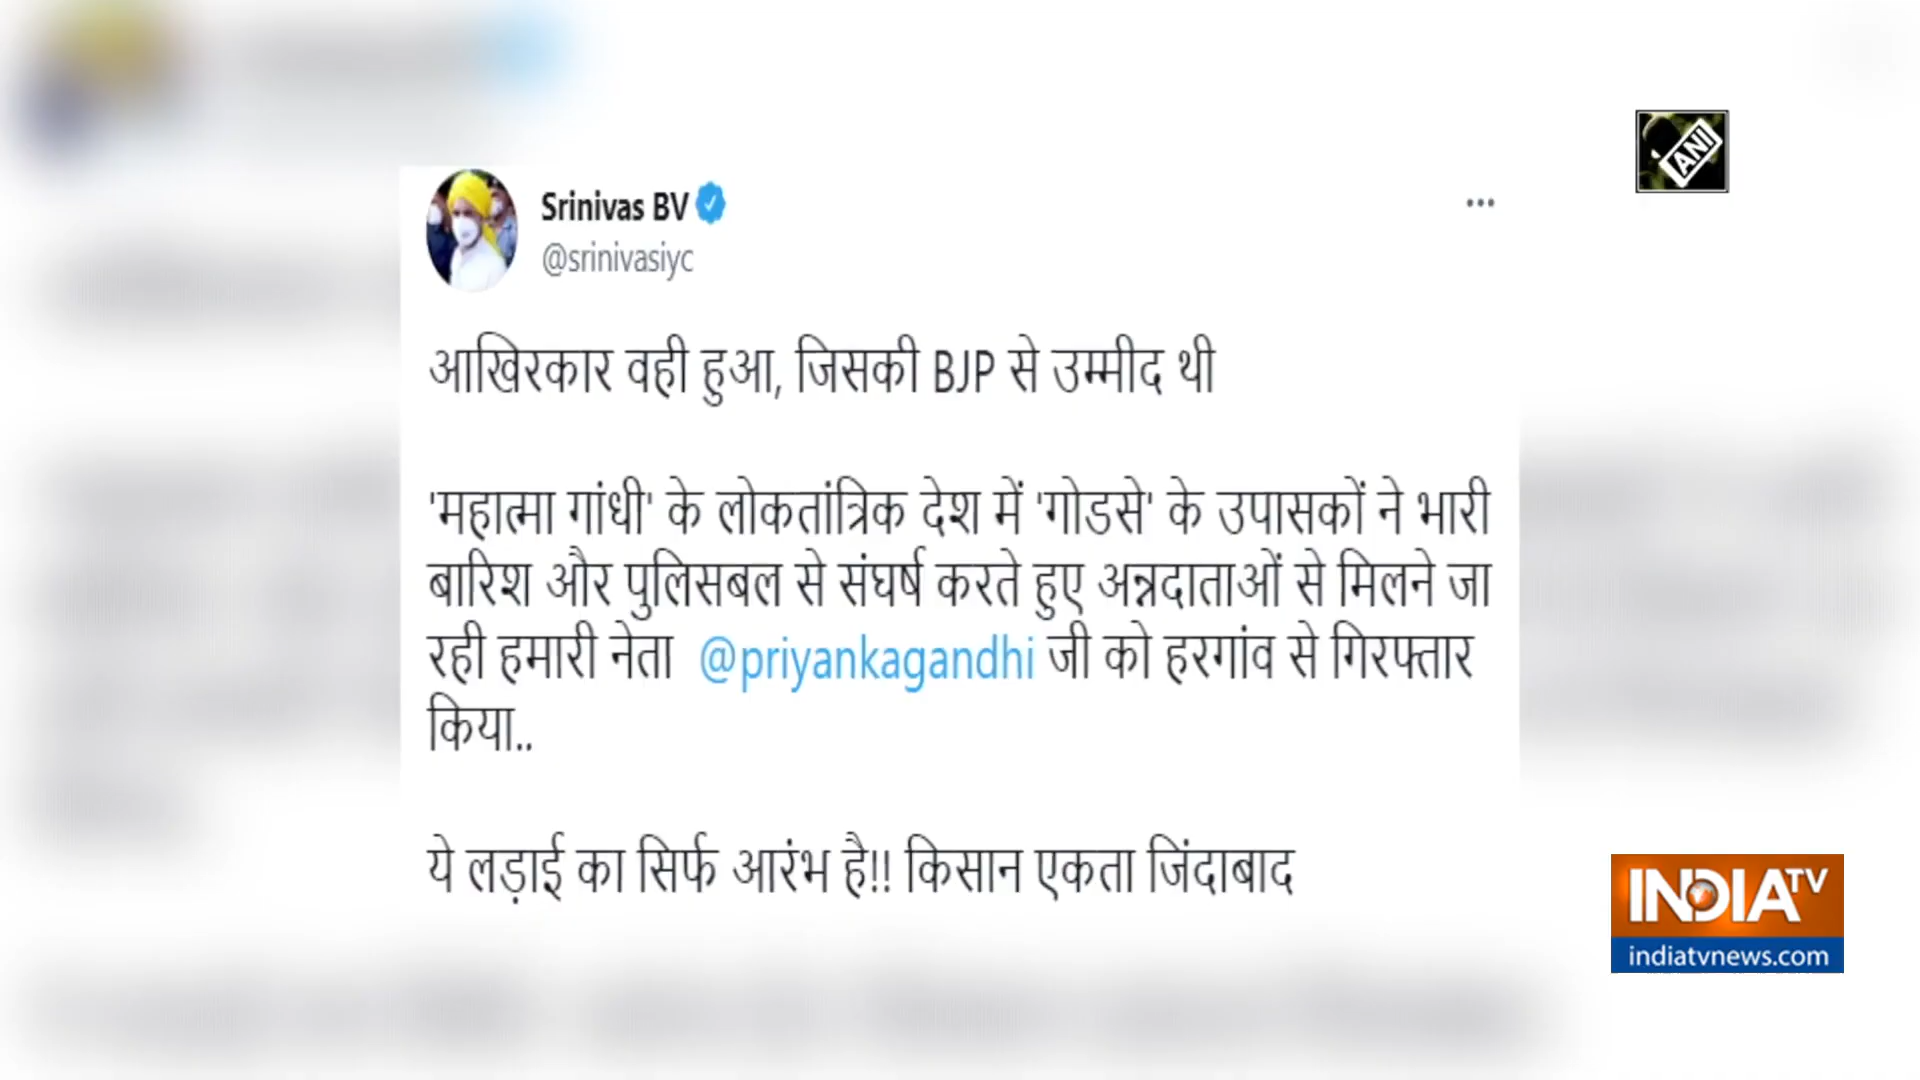 Srinivas BV
@srinivasiyc
आखिरकार वही हुआ, जिसकी BJP से उम्मीद थी
'महात्मा गांधी' के लोकतांत्रिक देश में 'गोडसे' के उपासकों ने भारी
बारिश और पुलिसबल से संघर्ष करते हुए अन्नदाताओं से मिलने जा
रही हमारी नेता @priyankagandhi जी को हरगांव से गिरफ्तार
किया..
ये लड़ाई का सिर्फ आरंभ है!! किसान एकता जिंदाबाद
ANI
INDIA TV
indiatvnews.com